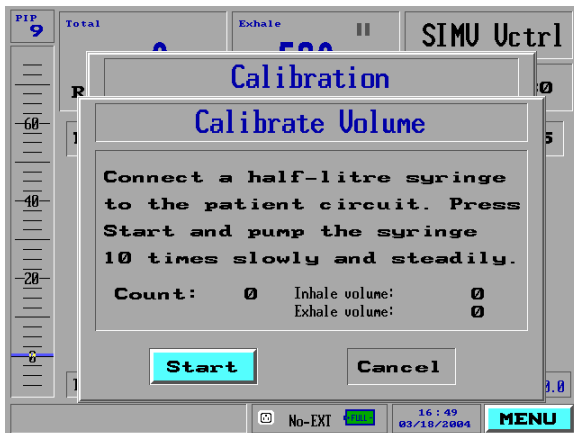 PIP
9
Total
Exhale
SIMV Vctrl
Calibration
Calibrate Volume
60
40
20
0
Connect a half-litre syringe
to the patient circuit. Press
Start and pump the syringe
10 times slowly and steadily.
Count: 0 Inhale volume: 0
Exhale volume: 0
Start Cancel
No-EXT FULL 16:49
03/18/2004 MENU